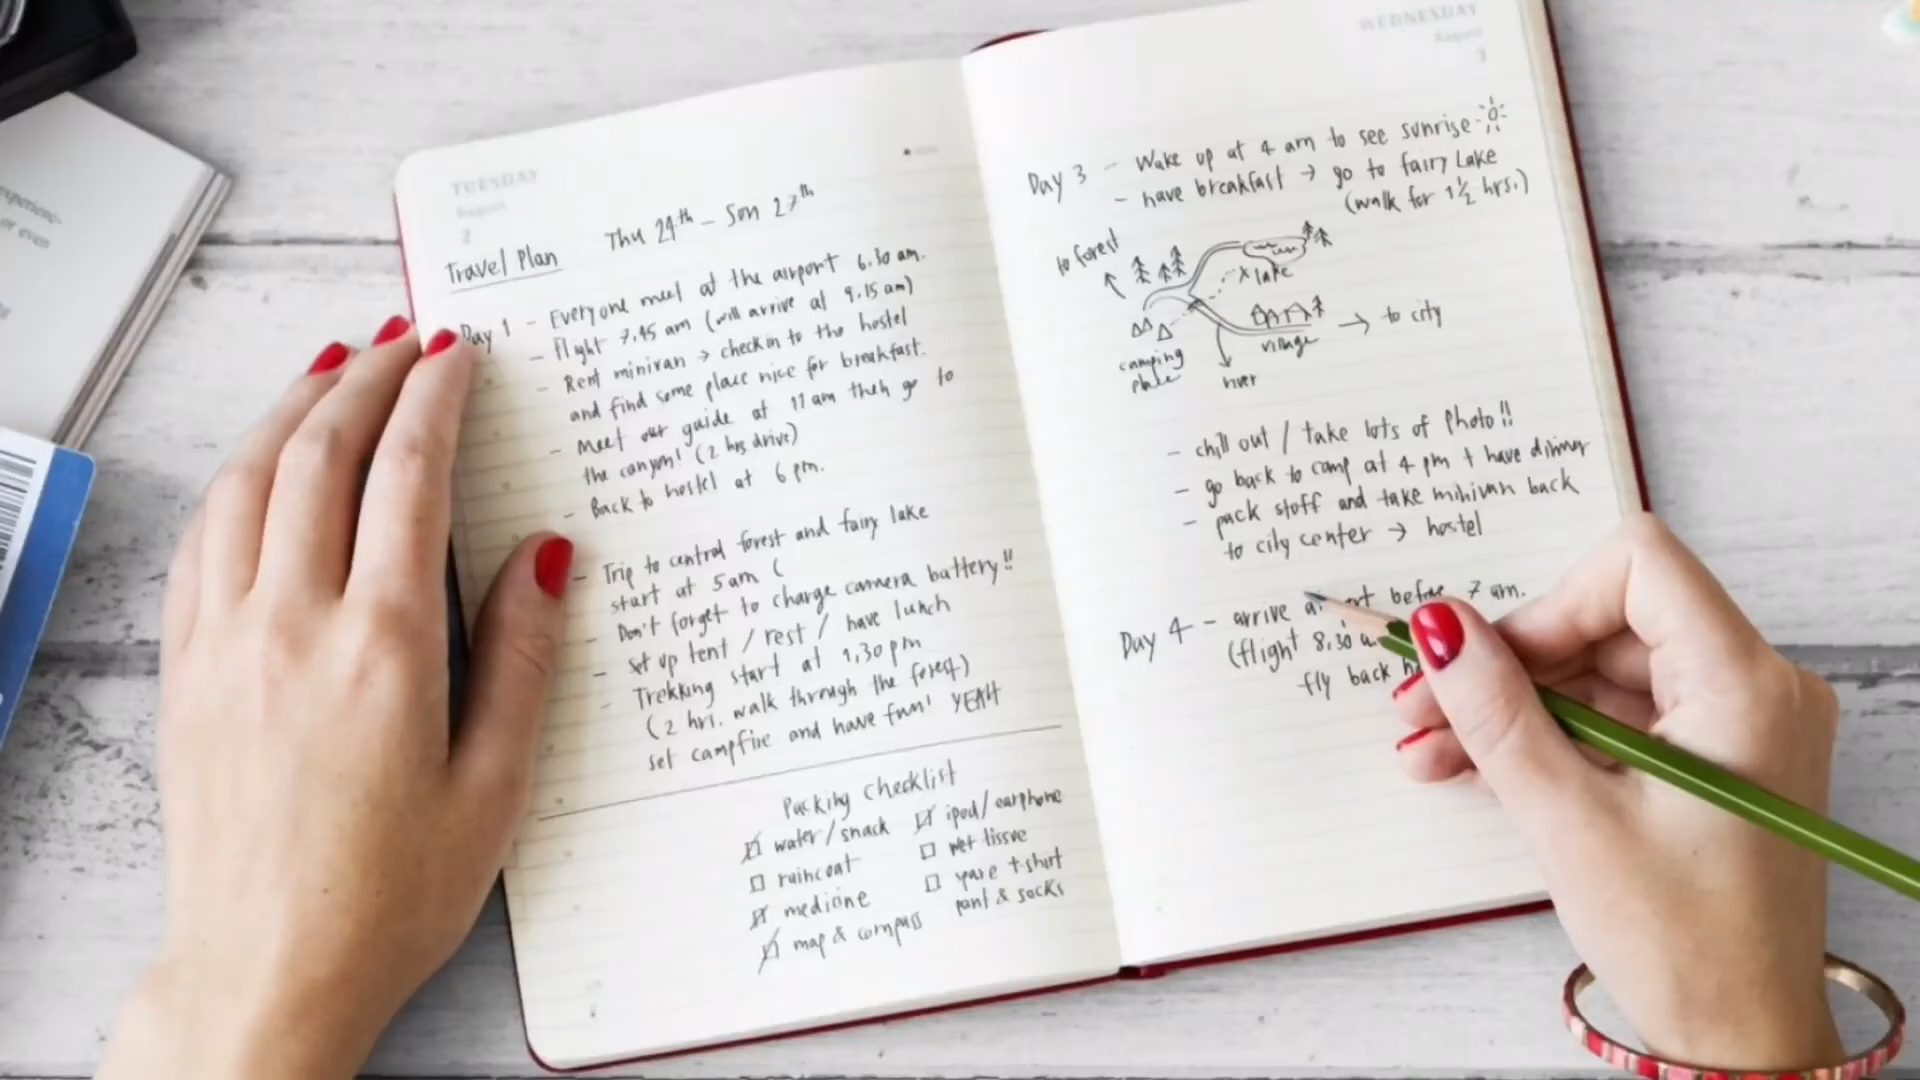 experience-
or even
TUESDAY
August
2
Travel Plan
Thu 24th - Sun 27th
Day 1 - Everyone meet at the airport 6.30 am.
- flight 7.45 am (will arrive at 9.15 am)
- Rent minivan → check in to the hostel
and find some place nice for breakfast.
- Meet our guide at 11 am then go to
the canyon! (2 hrs drive)
- Back to hostel at 6 pm.
- Trip to central forest and fairy lake
start at 5 am (
- Don't forget to charge camera battery!!
- set up tent / rest / have lunch
- Trekking start at 1.30 pm
(2 hrs. walk through the forest)
set campfire and have fun! YEAH
Packing Checklist
water/snack
raincoat
medicine
map & compass
ipod/earphone
wet tissue
t-shirt
pant & socks
WEDNESDAY
August
3
Day 3 - Wake up at 4 am to see sunrise
- have breakfast → go to fairy Lake
(walk for 1½ hrs.)
to forest
x lake
camping
place
village
→ to city
river
- chill out / take lots of photo!!
- go back to camp at 4 pm + have dinner
- pack stuff and take minivan back
to city center → hostel
Day 4 - arrive before 7 am.
(flight 8.30
fly back